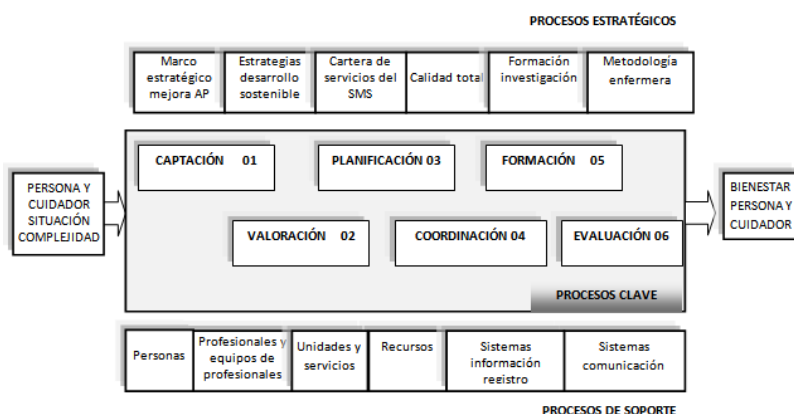 PROCESOS ESTRATÉGICOS
Marco
estratégico
mejora AP
Estrategias
desarrollo
sostenible
Cartera de
servicios del
SMS
Calidad total
Formación
investigación
Metodología
enfermera
PERSONA Y
CUIDADOR
SITUACIÓN
COMPLEJIDAD
CAPTACIÓN 01
PLANIFICACIÓN 03
FORMACIÓN 05
VALORACIÓN 02
COORDINACIÓN 04
EVALUACIÓN 06
PROCESOS CLAVE
BIENESTAR
PERSONA Y
CUIDADOR
Personas
Profesionales y
equipos de
profesionales
Unidades y
servicios
Recursos
Sistemas
información
registro
Sistemas
comunicación
PROCESOS DE SOPORTE